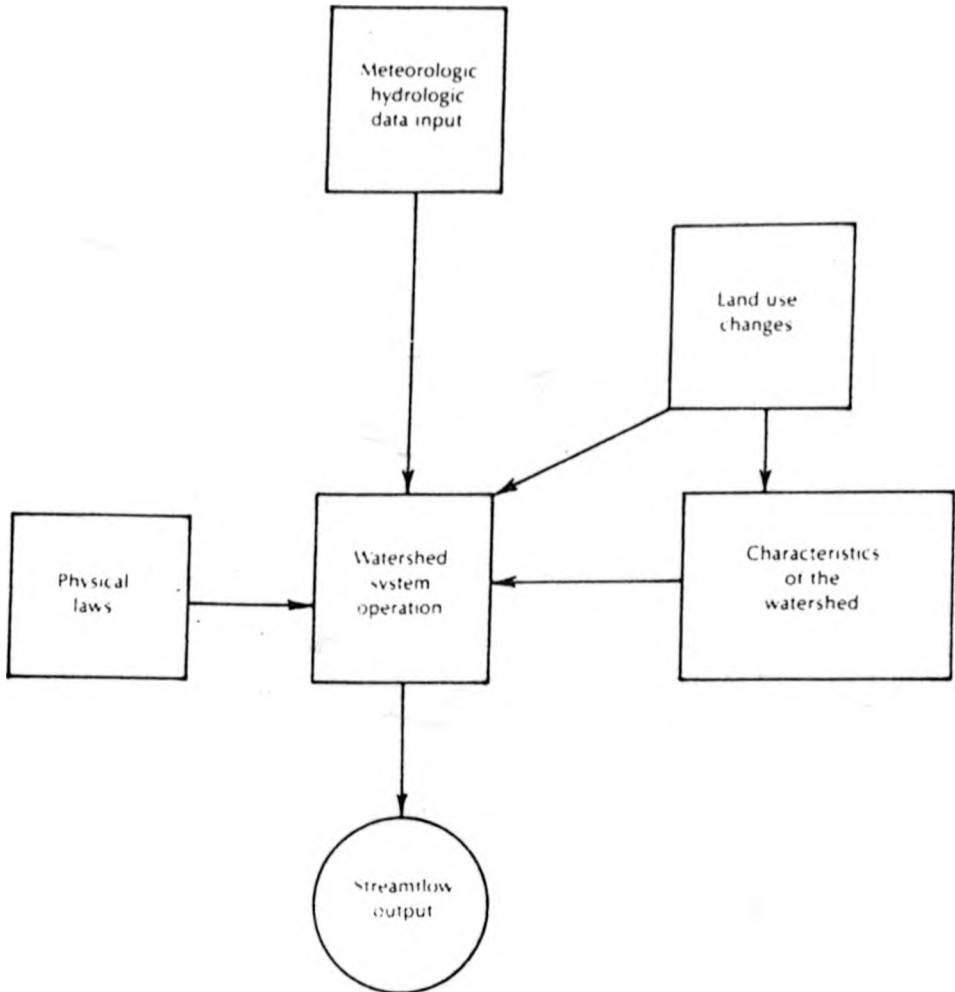 Meteorologic
hydrologic
data input
Land use
changes
Physical
laws
Watershed
system
operation
Characteristics
of the
watershed
Streamflow
output